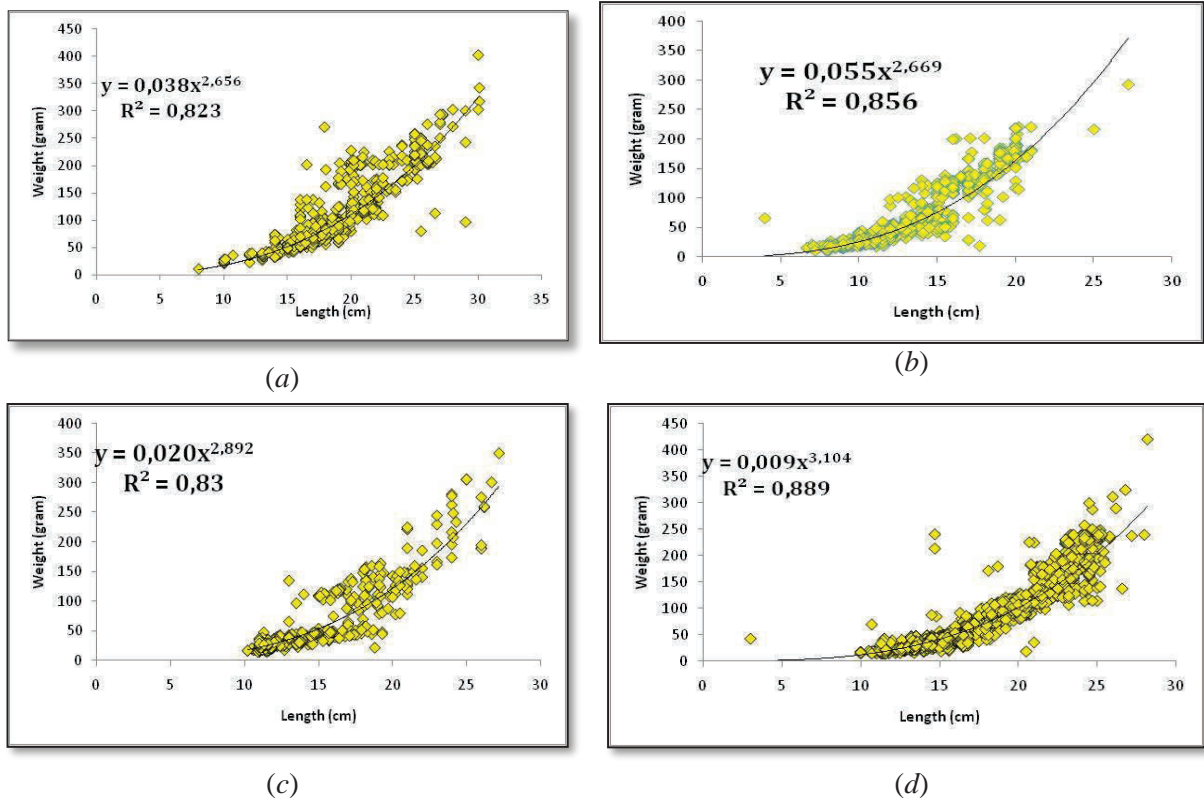 450
400
350
300
250
200
150
100
50
0
y = 0,038x^2,656
R² = 0,823
Weight (gram)
0 5 10 15 20 25 30 35
Length (cm)
(a)
400
350
300
250
200
150
100
50
0
y = 0,055x^2,669
R² = 0,856
Weight (gram)
0 5 10 15 20 25 30
Length (cm)
(b)
400
350
300
250
200
150
100
50
0
y = 0,020x^2,892
R² = 0,83
Weight (gram)
0 5 10 15 20 25 30
Length (cm)
(c)
450
400
350
300
250
200
150
100
50
0
y = 0,009x^3,104
R² = 0,889
Weight (gram)
0 5 10 15 20 25 30
Length (cm)
(d)